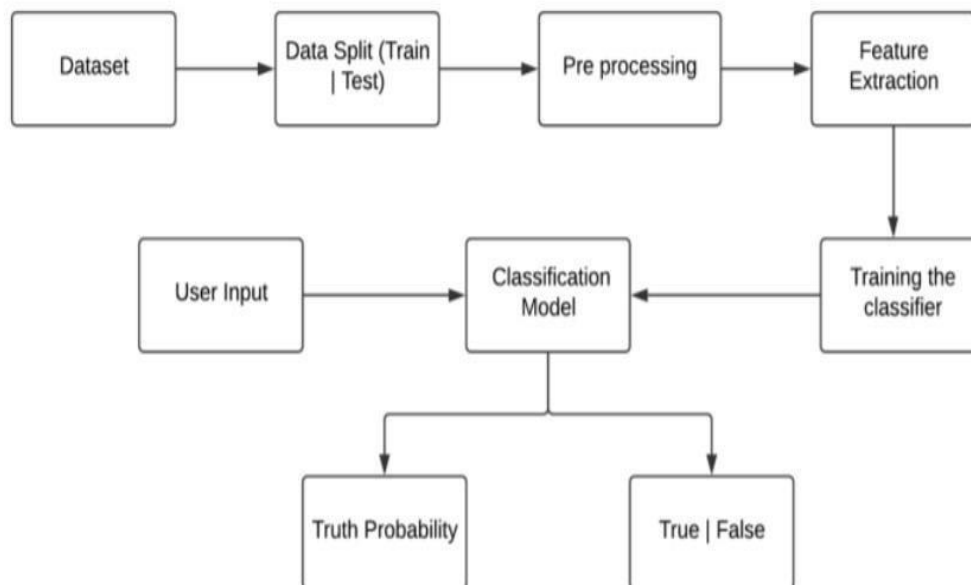 Dataset
Data Split (Train
| Test)
Pre processing
Feature
Extraction
User Input
Classification
Model
Training the
classifier
Truth Probability
True | False